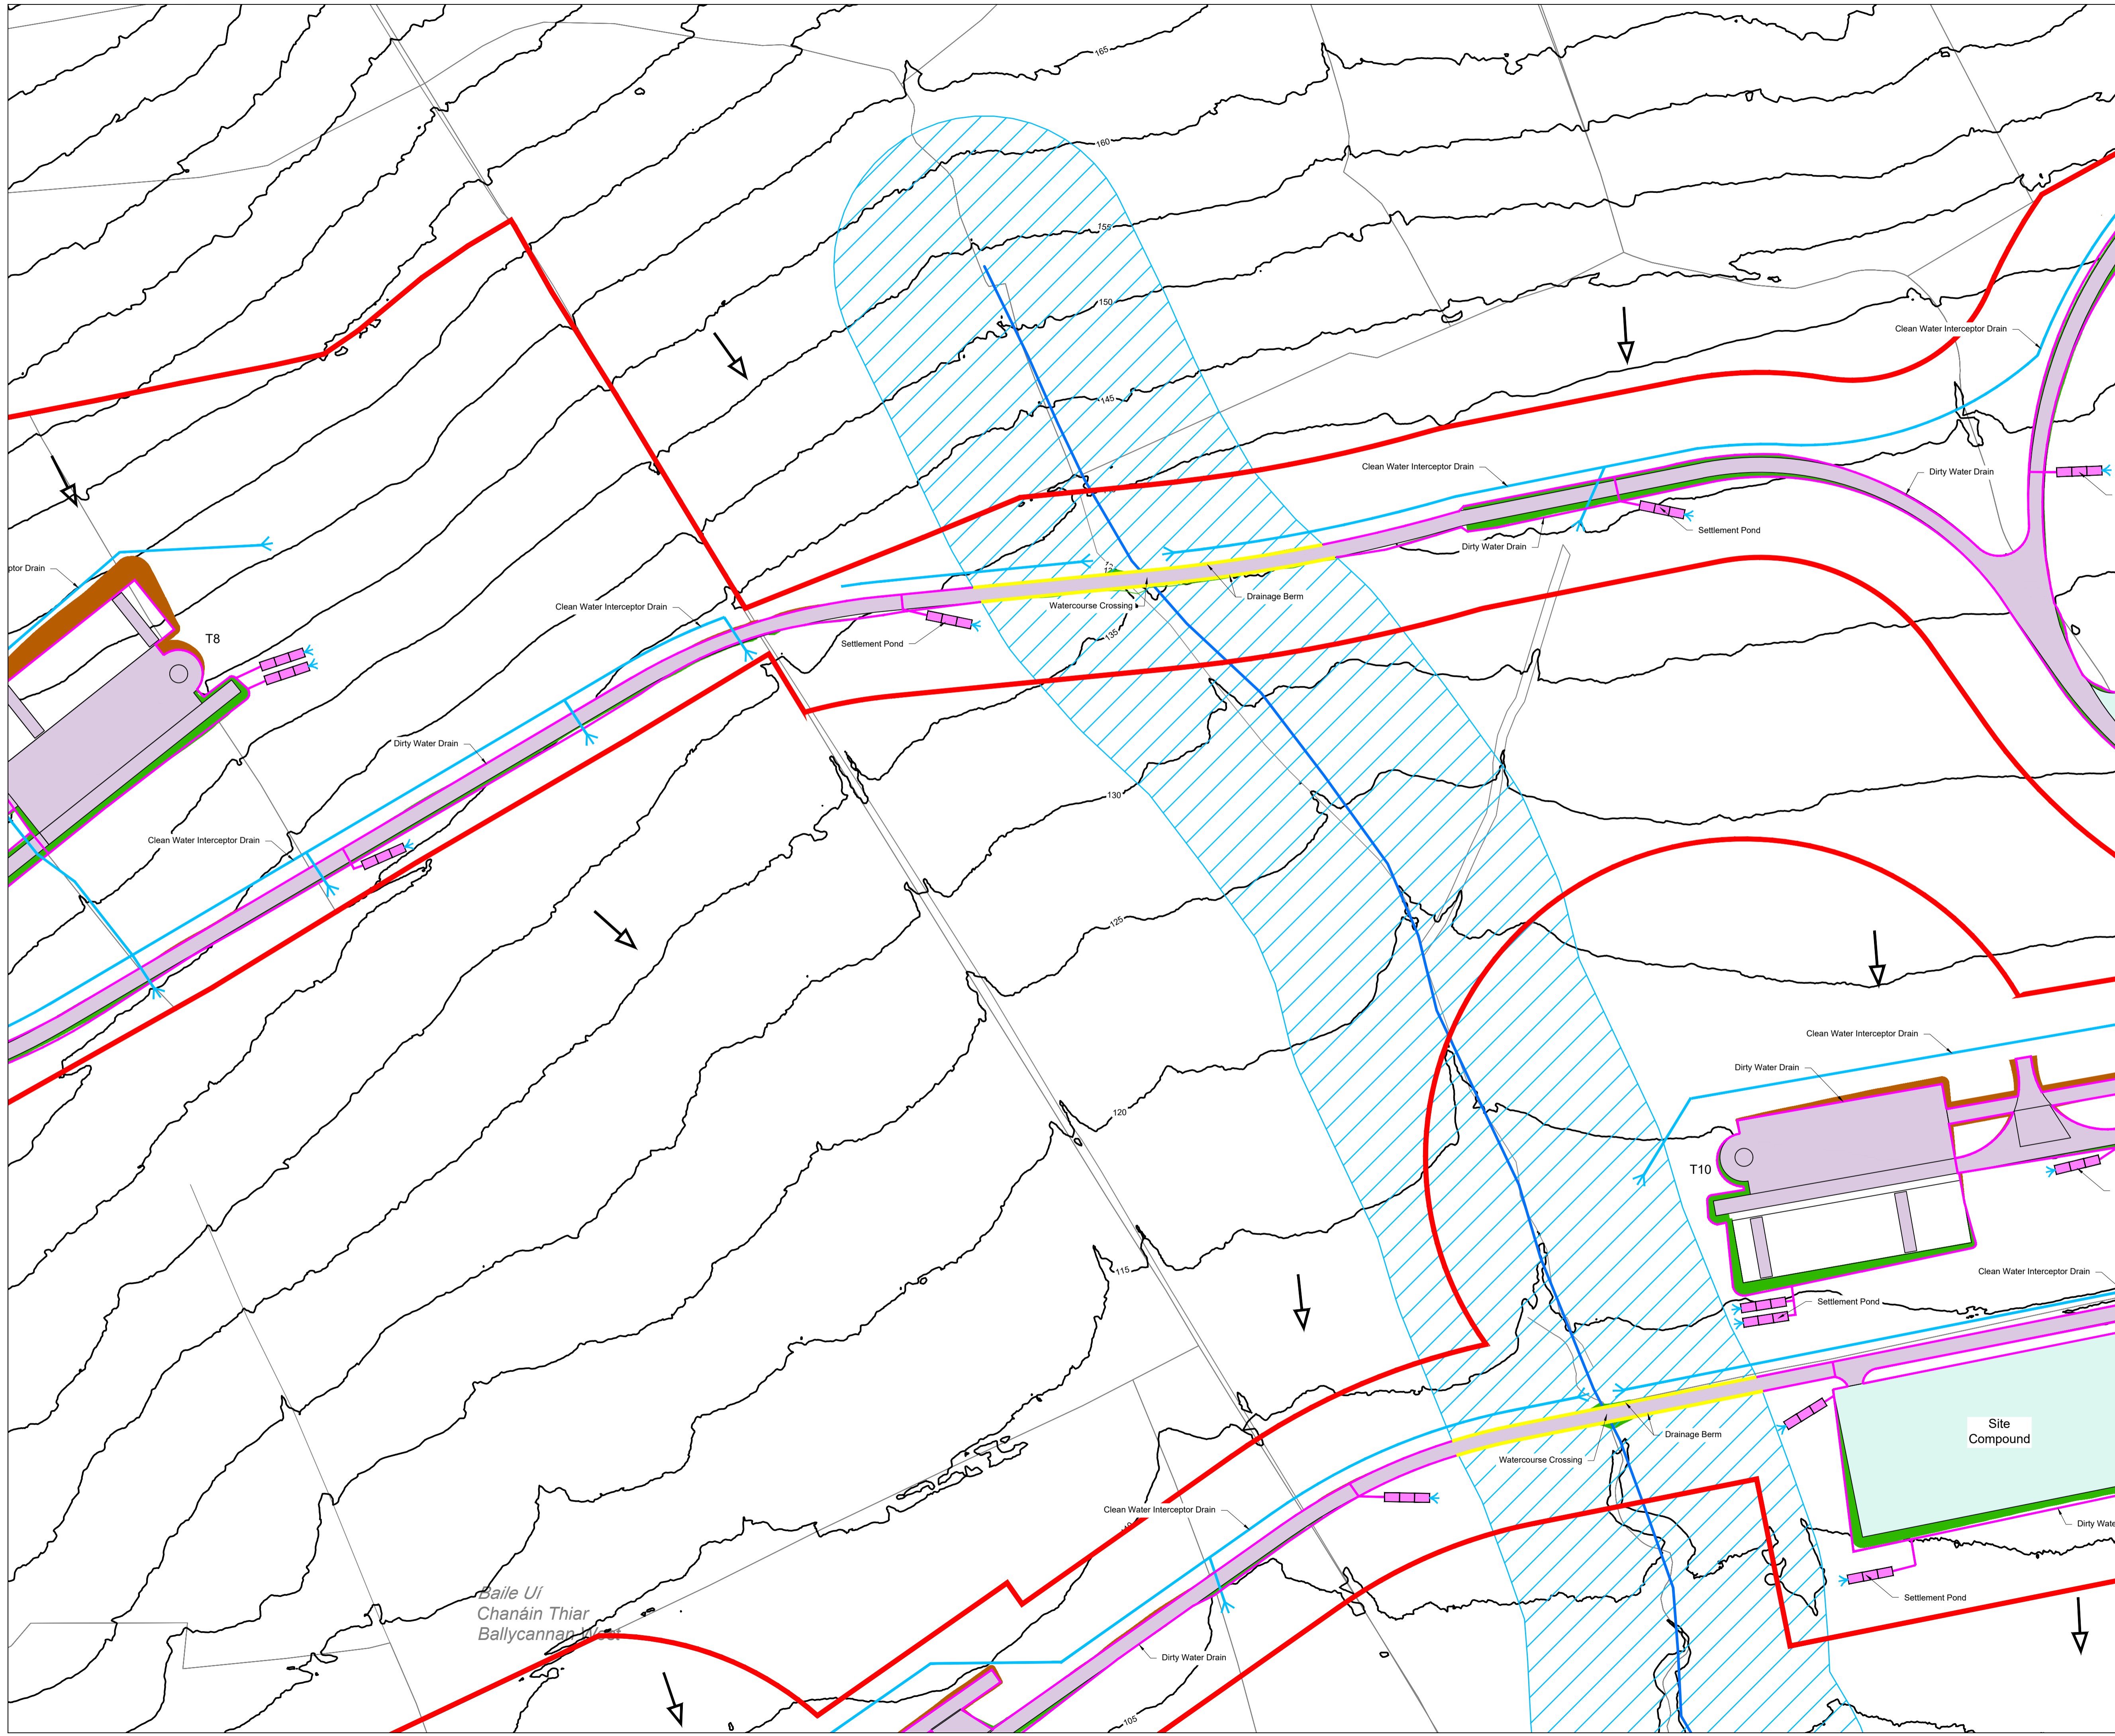 165
160
155
150
145
Clean Water Interceptor Drain
Clean Water Interceptor Drain
Dirty Water Drain
Settlement Pond
Dirty Water Drain
ptor Drain
Drainage Berm
Watercourse Crossing
Clean Water Interceptor Drain
135
T8
Settlement Pond
Dirty Water Drain
130
Clean Water Interceptor Drain
125
Clean Water Interceptor Drain
Dirty Water Drain
120
T10
115
Clean Water Interceptor Drain
Settlement Pond
Site
Compound
Drainage Berm
Watercourse Crossing
Clean Water Interceptor Drain
Dirty Wate
Baile Uí
Chanáin Thiar
Ballycannan West
Settlement Pond
Dirty Water Drain
105